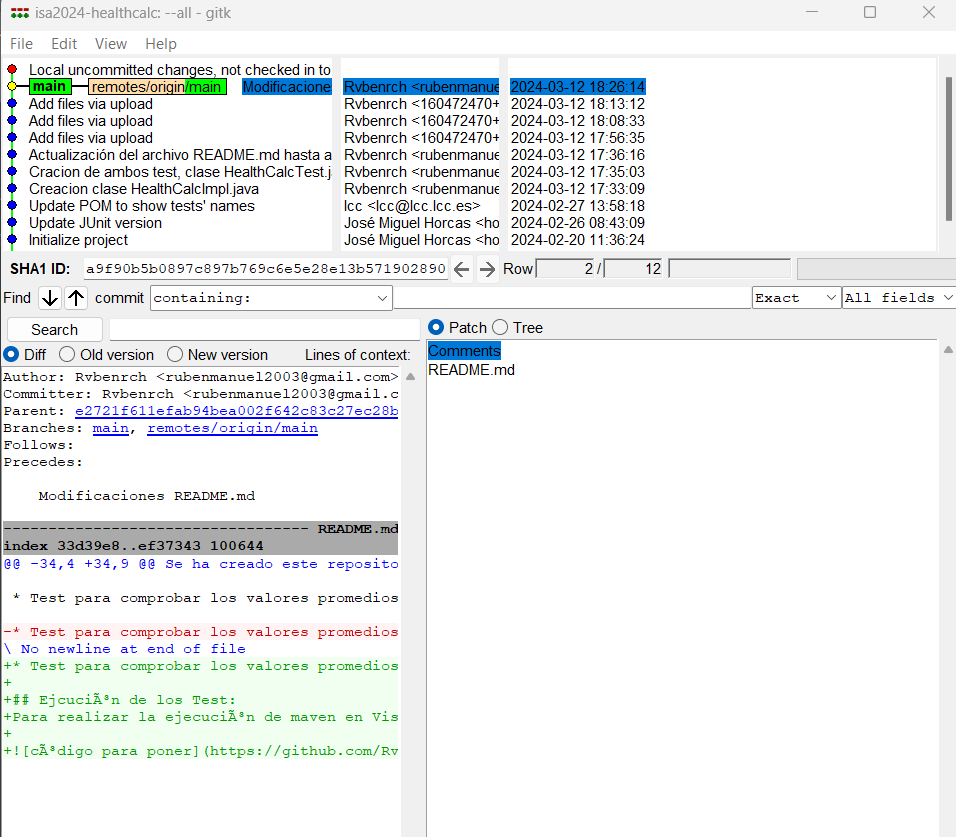 isa2024-healthcalc: --all - gitk
File Edit View Help
Local uncommitted changes, not checked in to
main remotes/origin/main Modificaciones Rvbenrch <rubenmanue 2024-03-12 18:26:14
Add files via upload Rvbenrch <160472470+ 2024-03-12 18:13:12
Add files via upload Rvbenrch <160472470+ 2024-03-12 18:08:33
Add files via upload Rvbenrch <160472470+ 2024-03-12 17:56:35
Actualización del archivo README.md hasta a Rvbenrch <rubenmanue 2024-03-12 17:36:16
Cracion de ambos test, clase HealthCalcTest.j Rvbenrch <rubenmanue 2024-03-12 17:35:03
Creacion clase HealthCalcImpl.java Rvbenrch <rubenmanue 2024-03-12 17:33:09
Update POM to show tests' names lcc <lcc@lcc.lcc.es> 2024-02-27 13:58:18
Update JUnit version José Miguel Horcas <ho 2024-02-26 08:43:09
Initialize project José Miguel Horcas <ho 2024-02-20 11:36:24
SHA1 ID: a9f90b5b0897c897b769c6e5e28e13b571902890 Row 2 / 12
Find commit containing: Exact All fields
Search
Patch Tree
Diff Old version New version Lines of context:
Comments
README.md
Author: Rvbenrch <rubenmanuel2003@gmail.com>
Committer: Rvbenrch <rubenmanuel2003@gmail.c
Parent: e2721f611efab94bea002f642c83c27ec28b
Branches: main, remotes/origin/main
Follows:
Precedes:
Modificaciones README.md
---------------------------------- README.md
index 33d39e8..ef37343 100644
@@ -34,4 +34,9 @@ Se ha creado este reposito
* Test para comprobar los valores promedios
-* Test para comprobar los valores promedios
\ No newline at end of file
+* Test para comprobar los valores promedios
+
+## EjcuciÃ³n de los Test:
+Para realizar la ejecuciÃ³n de maven en Vis
+
+![cÃ³digo para poner](https://github.com/Rv